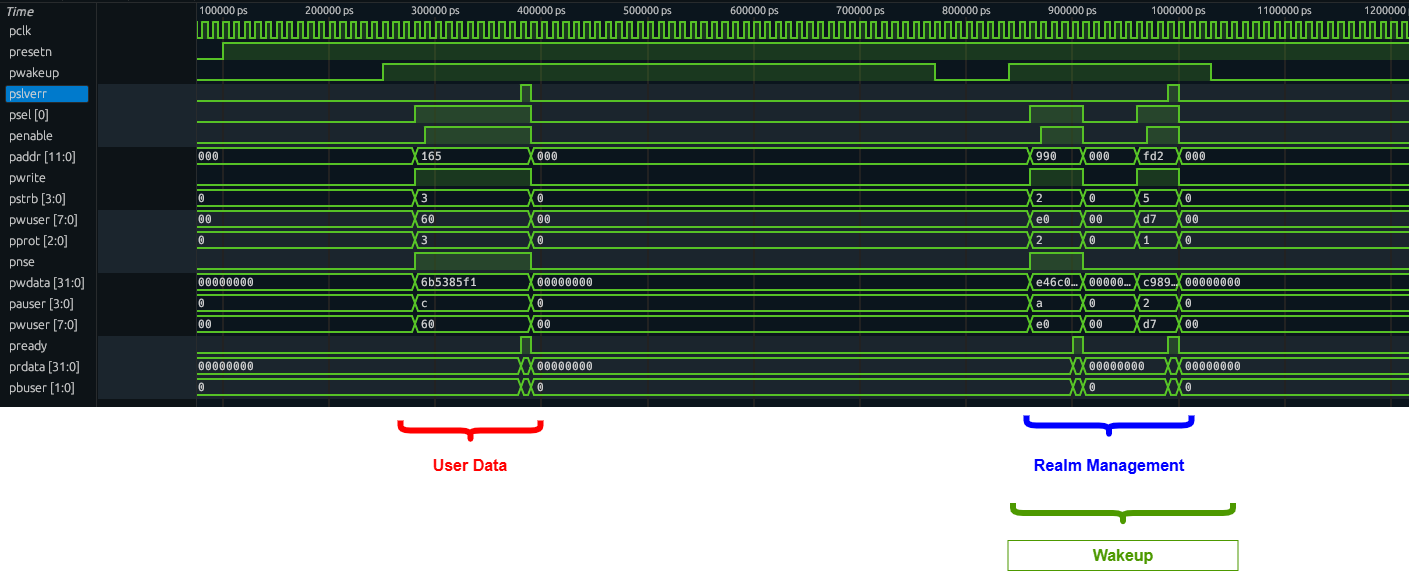 Time 100000 ps 200000 ps 300000 ps 400000 ps 500000 ps 600000 ps 700000 ps 800000 ps 900000 ps 1000000 ps 1100000 ps 1200000
pclk
presetn
pwakeup
pslverr
psel [0]
penable
paddr [11:0] 000 165 000 990 000 fd2 000
pwrite
pstrb [3:0] 0 3 0 2 0 5 0
pwuser [7:0] 00 60 00 e0 00 d7 00
pprot [2:0] 0 3 0 2 0 1 0
pnse
pwdata [31:0] 00000000 6b5385f1 00000000 e46c0… 00000… c989… 00000000
pauser [3:0] 0 c 0 a 0 2 0
pwuser [7:0] 00 60 00 e0 00 d7 00
pready
prdata [31:0] 00000000 00000000 00000000 00000000
pbuser [1:0] 0 0 0 0
User Data Realm Management
Wakeup